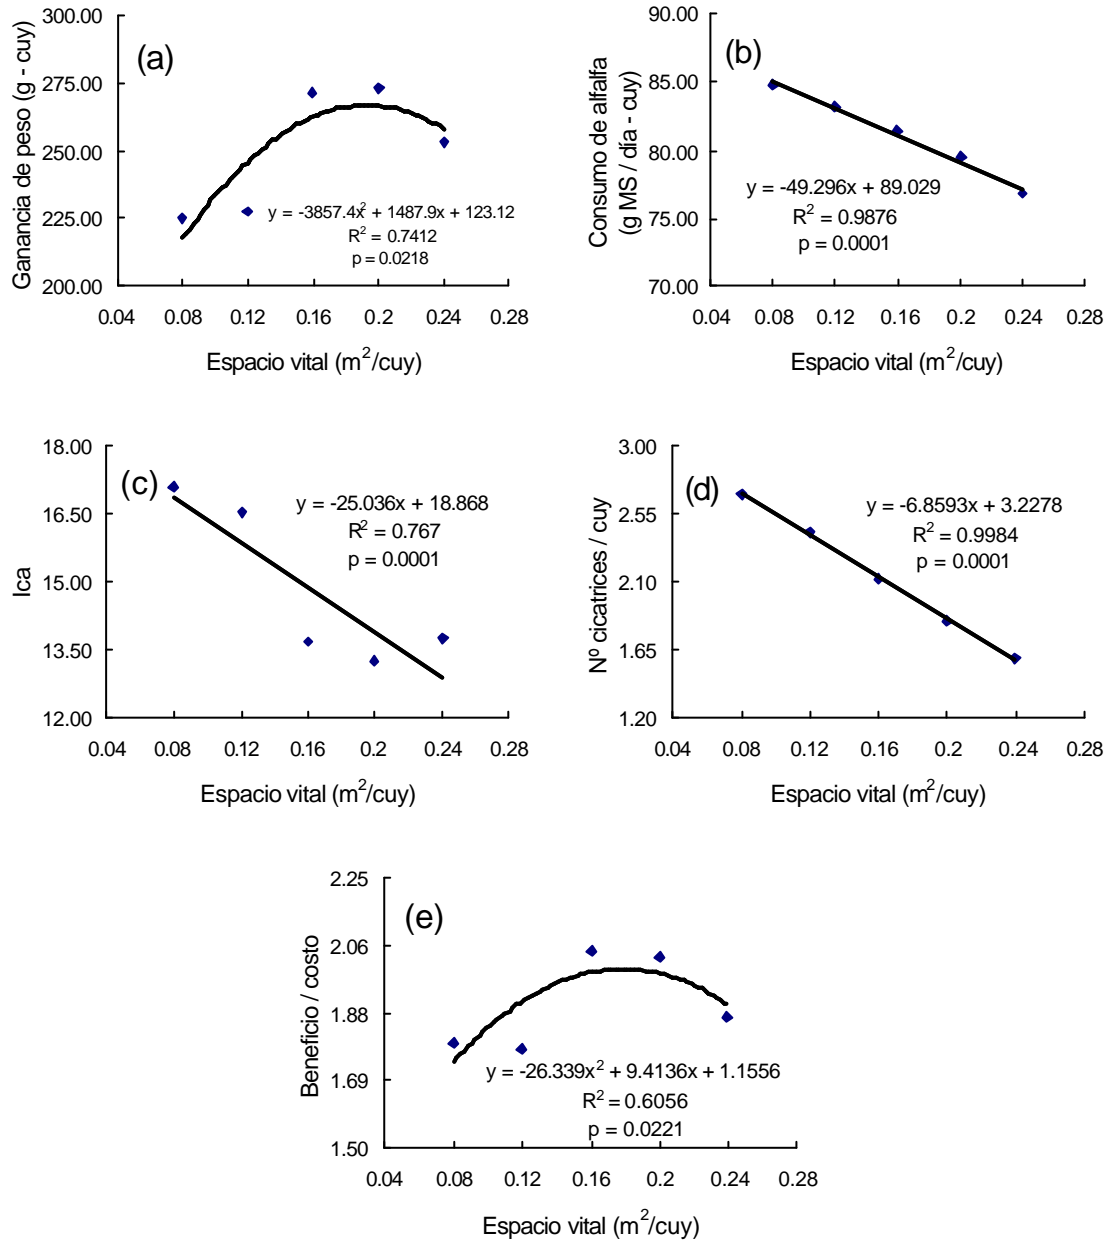 (a)
Ganancia de peso (g - cuy)
300.00
275.00
250.00
225.00
200.00
y = -3857.4x² + 1487.9x + 123.12
R² = 0.7412
p = 0.0218
0.04 0.08 0.12 0.16 0.2 0.24 0.28
Espacio vital (m²/cuy)
(b)
Consumo de alfalfa
(g MS / día - cuy)
90.00
85.00
80.00
75.00
70.00
y = -49.296x + 89.029
R² = 0.9876
p = 0.0001
0.04 0.08 0.12 0.16 0.2 0.24 0.28
Espacio vital (m²/cuy)
(c)
Ica
18.00
16.50
15.00
13.50
12.00
y = -25.036x + 18.868
R² = 0.767
p = 0.0001
0.04 0.08 0.12 0.16 0.2 0.24 0.28
Espacio vital (m²/cuy)
(d)
Nº cicatrices / cuy
3.00
2.55
2.10
1.65
1.20
y = -6.8593x + 3.2278
R² = 0.9984
p = 0.0001
0.04 0.08 0.12 0.16 0.2 0.24 0.28
Espacio vital (m²/cuy)
(e)
Beneficio / costo
2.25
2.06
1.88
1.69
1.50
y = -26.339x² + 9.4136x + 1.1556
R² = 0.6056
p = 0.0221
0.04 0.08 0.12 0.16 0.2 0.24 0.28
Espacio vital (m²/cuy)